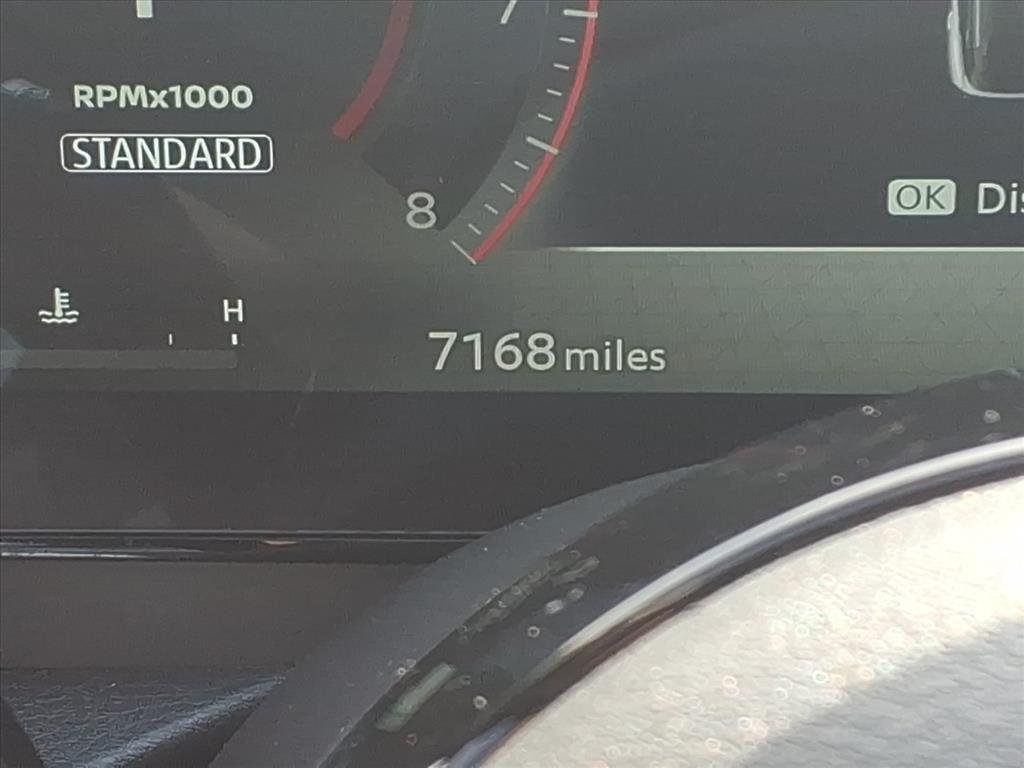 7
RPMx1000
STANDARD
8
OK
H
7168 miles